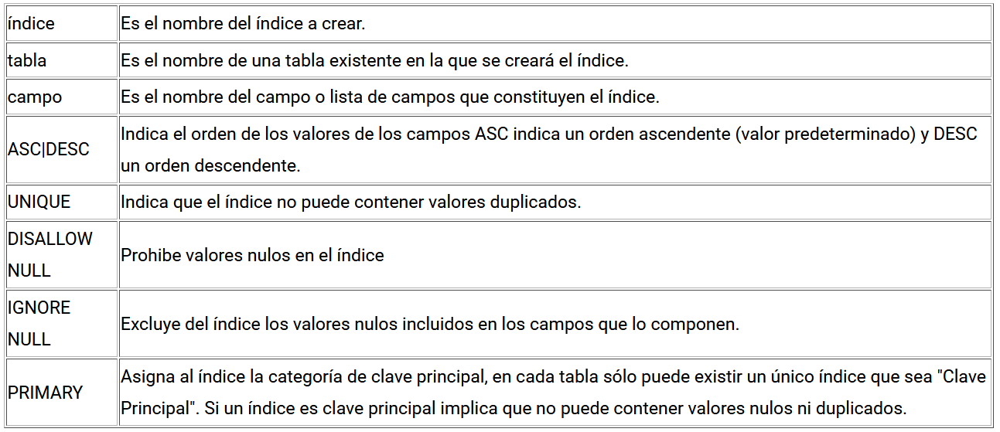 índice
Es el nombre del índice a crear.
tabla
Es el nombre de una tabla existente en la que se creará el índice.
campo
Es el nombre del campo o lista de campos que constituyen el índice.
ASC|DESC
Indica el orden de los valores de los campos ASC indica un orden ascendente (valor predeterminado) y DESC
un orden descendente.
UNIQUE
Indica que el índice no puede contener valores duplicados.
DISALLOW
NULL
Prohibe valores nulos en el índice
IGNORE
NULL
Excluye del índice los valores nulos incluidos en los campos que lo componen.
PRIMARY
Asigna al índice la categoría de clave principal, en cada tabla sólo puede existir un único índice que sea "Clave
Principal". Si un índice es clave principal implica que no puede contener valores nulos ni duplicados.